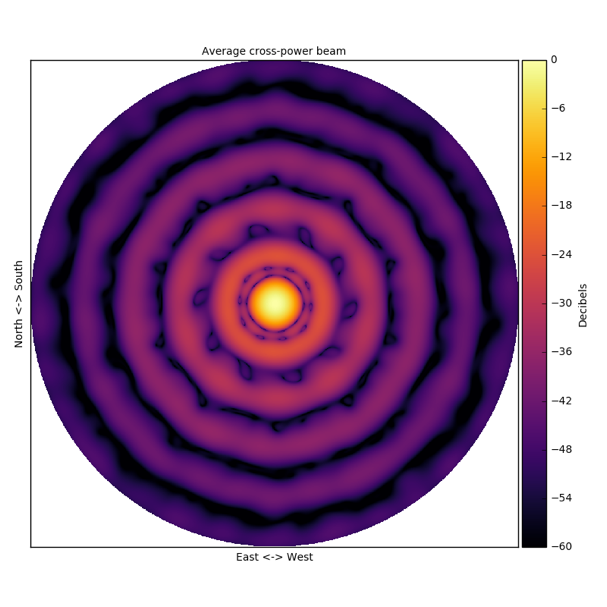 Average cross-power beam
North <-> South
East <-> West
0
−6
−12
−18
−24
−30
−36
−42
−48
−54
−60
Decibels